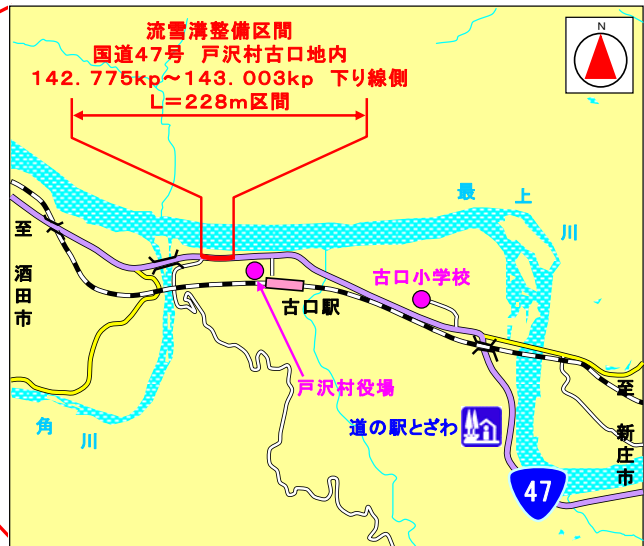 流雪溝整備区間
国道47号 戸沢村古口地内
142.775kp～143.003kp 下り線側
L＝228m区間
N
最上川
至 酒田市
古口駅
古口小学校
戸沢村役場
角川
道の駅とざわ
至 新庄市
47